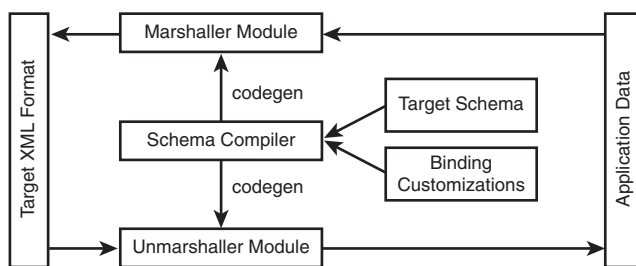 Target XML Format
Marshaller Module
codegen
Schema Compiler
codegen
Unmarshaller Module
Target Schema
Binding
Customizations
Application Data